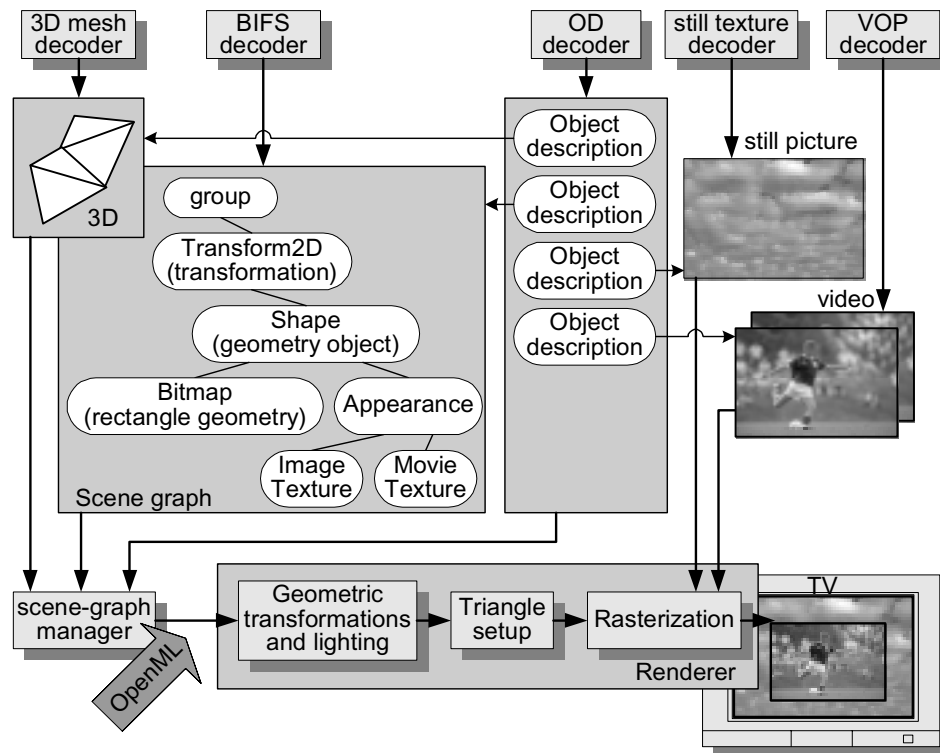 3D mesh
decoder
BIFS
decoder
OD
decoder
still texture
decoder
VOP
decoder
Object
description
still picture
3D
group
Object
description
Transform2D
(transformation)
Object
description
video
Shape
(geometry object)
Object
description
Bitmap
(rectangle geometry)
Appearance
Image
Texture
Movie
Texture
Scene graph
scene-graph
manager
OpenML
Geometric
transformations
and lighting
Triangle
setup
Rasterization
Renderer
TV